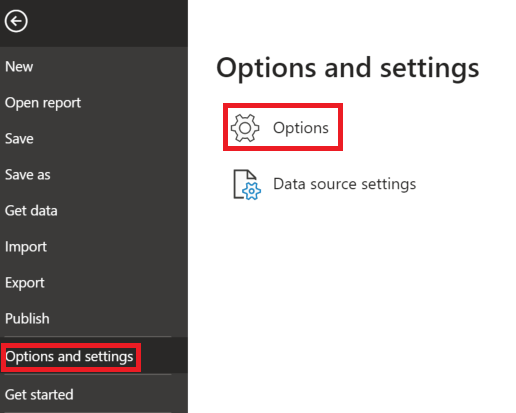 New
Open report
Save
Save as
Get data
Import
Export
Publish
Options and settings
Get started
Options and settings
Options
Data source settings